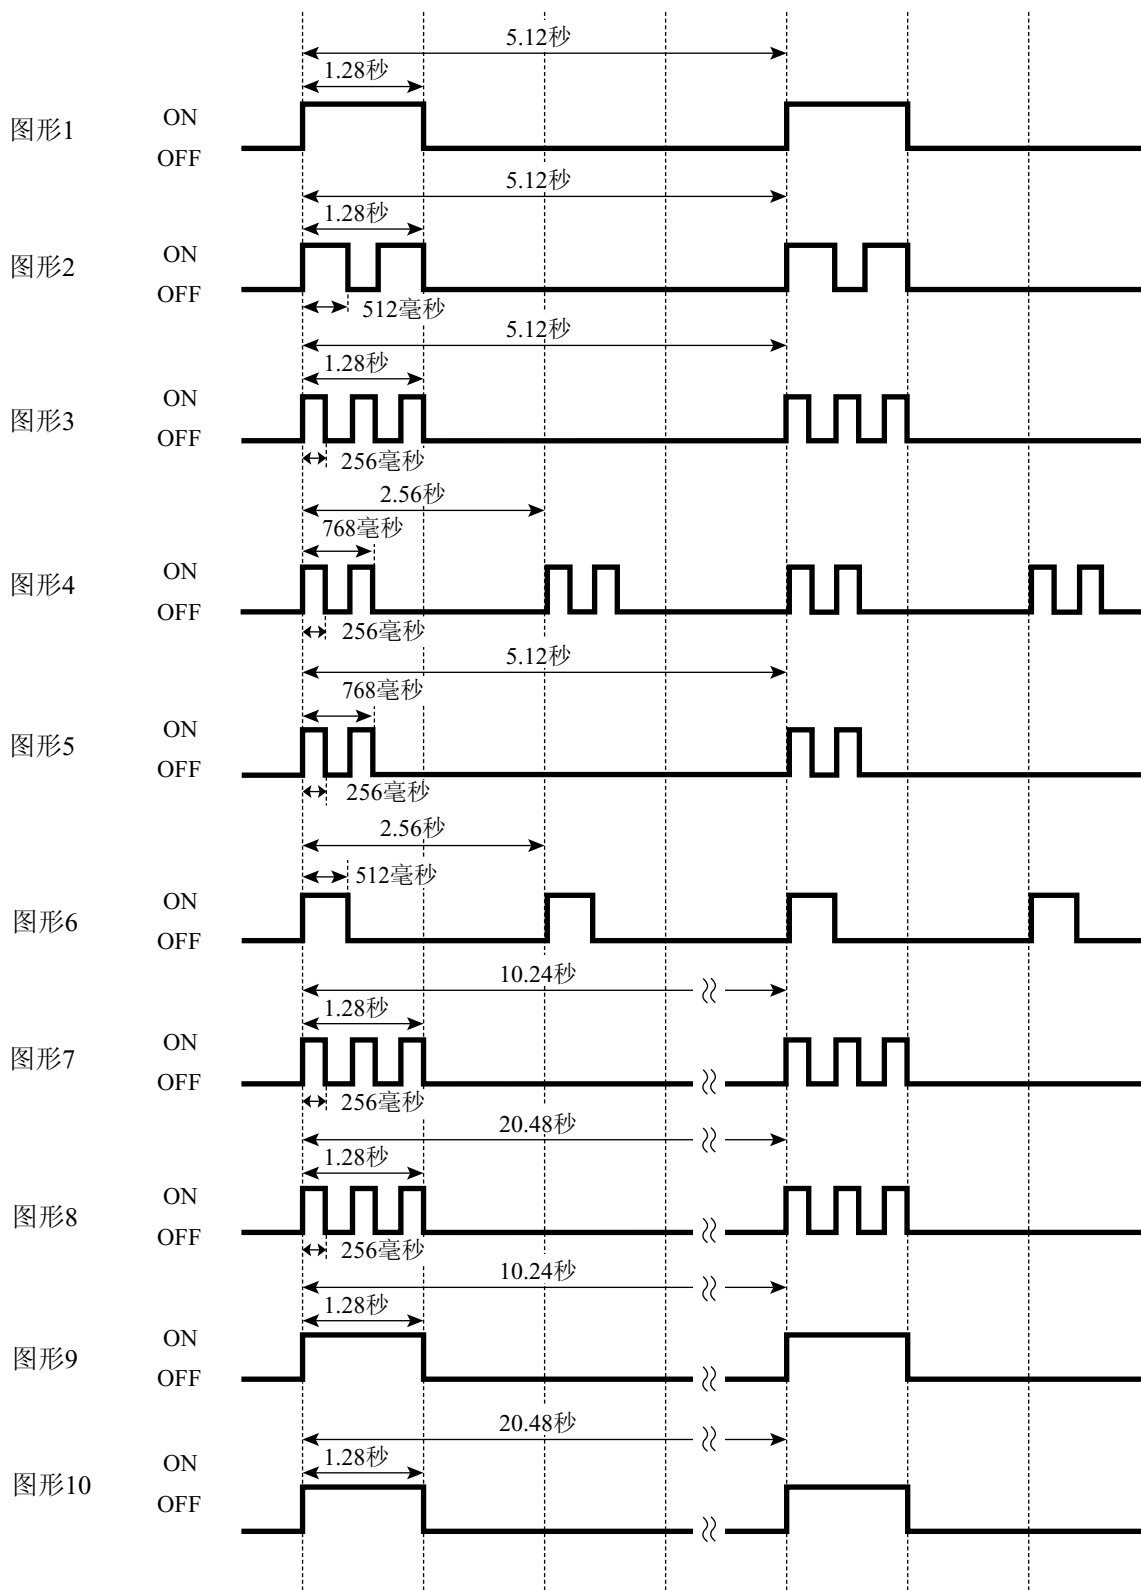 5.12秒
1.28秒
图形1
ON
OFF
5.12秒
1.28秒
图形2
ON
OFF
512毫秒
5.12秒
1.28秒
图形3
ON
OFF
256毫秒
2.56秒
768毫秒
图形4
ON
OFF
256毫秒
5.12秒
768毫秒
图形5
ON
OFF
256毫秒
2.56秒
512毫秒
图形6
ON
OFF
10.24秒
1.28秒
图形7
ON
OFF
256毫秒
20.48秒
1.28秒
图形8
ON
OFF
256毫秒
10.24秒
1.28秒
图形9
ON
OFF
20.48秒
1.28秒
图形10
ON
OFF